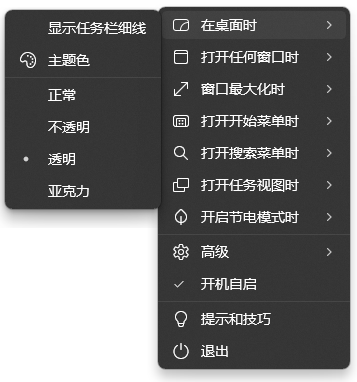 显示任务栏细线
主题色
正常
不透明
透明
亚克力
在桌面时
打开任何窗口时
窗口最大化时
打开开始菜单时
打开搜索菜单时
打开任务视图时
开启节电模式时
高级
开机自启
提示和技巧
退出